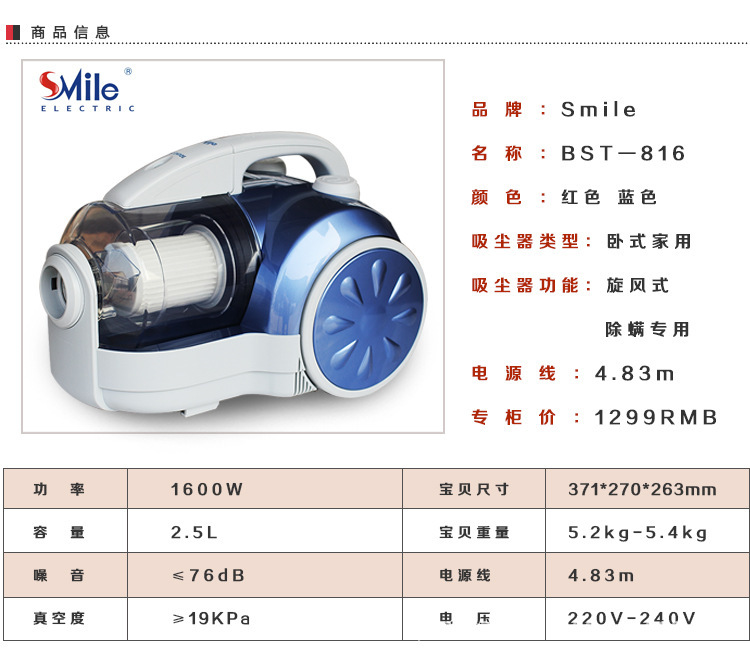 商品信息
SMile®
ELECTRIC
品牌：Smile
名称：BST－816
颜色：红色 蓝色
吸尘器类型：卧式家用
吸尘器功能：旋风式
除螨专用
电源线：4.83m
专柜价：1299RMB
功率 1600W 宝贝尺寸 371*270*263mm
容量 2.5L 宝贝重量 5.2kg-5.4kg
噪音 ≤76dB 电源线 4.83m
真空度 ≥19KPa 电压 220V-240V